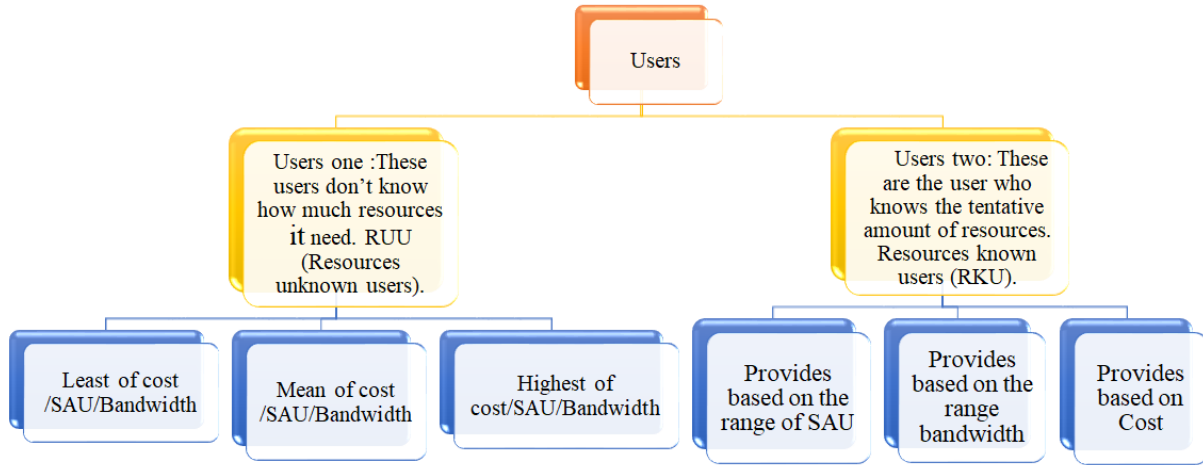 Users
Users one :These
users don’t know
how much resources
it need. RUU
(Resources
unknown users).
Users two: These
are the user who
knows the tentative
amount of resources.
Resources known
users (RKU).
Least of cost
/SAU/Bandwidth
Mean of cost
/SAU/Bandwidth
Highest of
cost/SAU/Bandwidth
Provides
based on the
range of SAU
Provides
based on the
range
bandwidth
Provides
based on
Cost